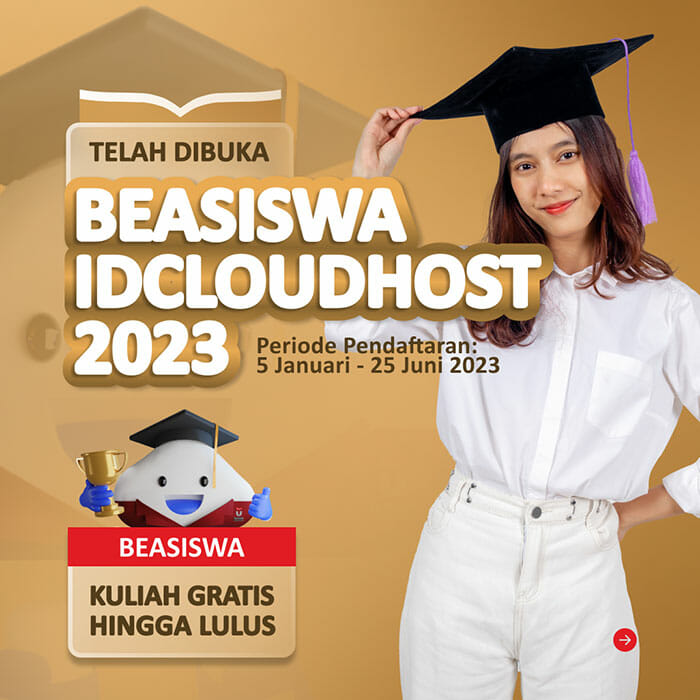 TELAH DIBUKA
BEASISWA
IDCLOUDHOST
2023
Periode Pendaftaran:
5 Januari - 25 Juni 2023
BEASISWA
KULIAH GRATIS
HINGGA LULUS